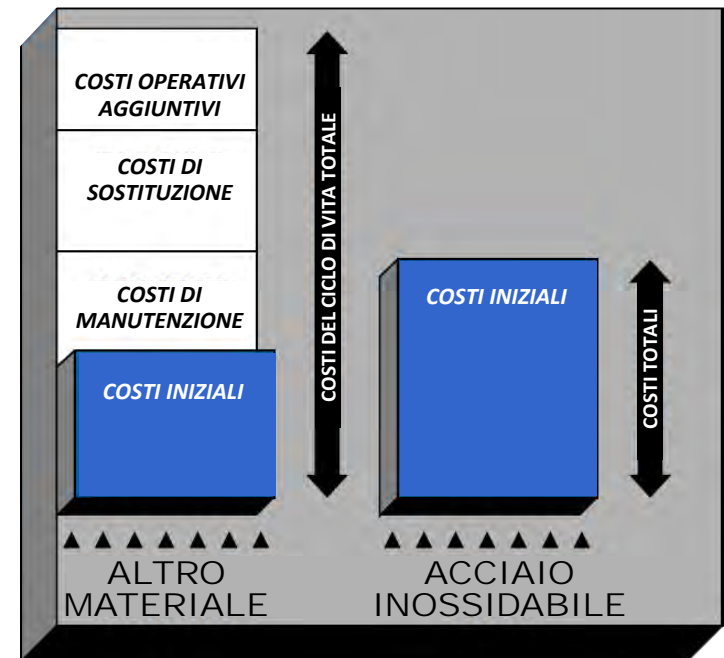 COSTI OPERATIVI
AGGIUNTIVI
COSTI DI
SOSTITUZIONE
COSTI DI
MANUTENZIONE
COSTI INIZIALI
COSTI DEL CICLO DI VITA TOTALE
COSTI INIZIALI
COSTI TOTALI
ALTRO
MATERIALE
ACCIAIO
INOSSIDABILE